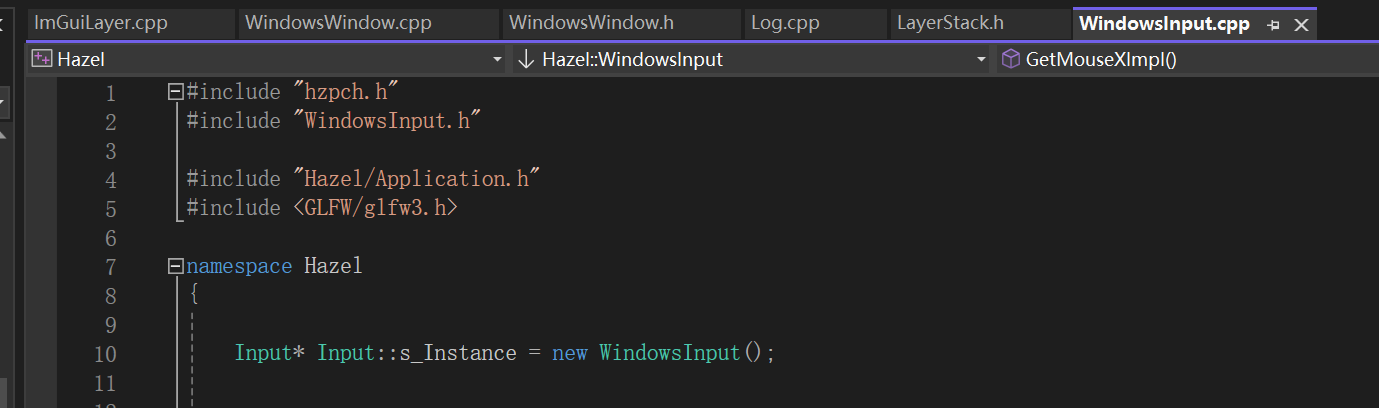 ImGuiLayer.cpp WindowsWindow.cpp WindowsWindow.h Log.cpp LayerStack.h WindowsInput.cpp
Hazel Hazel::WindowsInput GetMouseXImpl()
1 #include "hzpch.h"
2 #include "WindowsInput.h"
3
4 #include "Hazel/Application.h"
5 #include <GLFW/glfw3.h>
6
7 namespace Hazel
8 {
9
10 Input* Input::s_Instance = new WindowsInput();
11